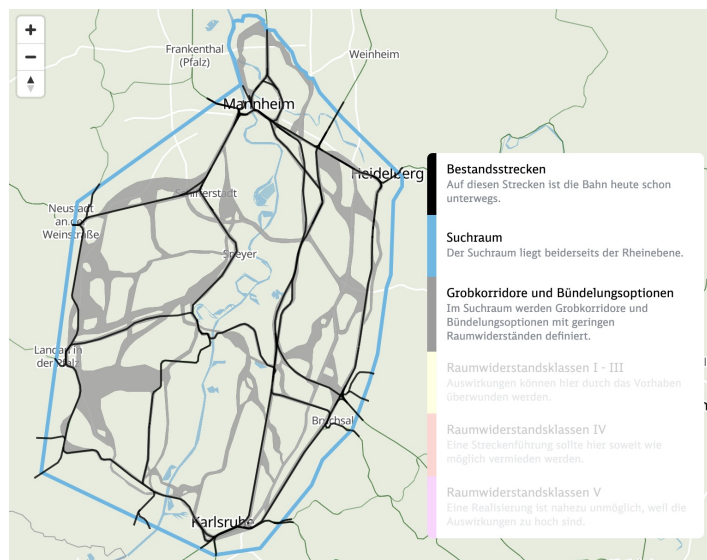 Frankenthal
(Pfalz)
Weinheim
Mannheim
Heidelberg
Neustadt
an der
Weinstraße
Speyer
Landau in
der Pfalz
Bruchsal
Karlsruhe
Bestandsstrecken
Auf diesen Strecken ist die Bahn heute schon
unterwegs.
Suchraum
Der Suchraum liegt beiderseits der Rheinebene.
Grobkorridore und Bündelungsoptionen
Im Suchraum werden Grobkorridore und
Bündelungsoptionen mit geringen
Raumwiderständen definiert.
Raumwiderstandsklassen I - III
Auswirkungen können hier durch das Vorhaben
überwunden werden.
Raumwiderstandsklassen IV
Eine Streckenführung sollte hier soweit wie
möglich vermieden werden.
Raumwiderstandsklassen V
Eine Realisierung ist nahezu unmöglich, weil die
Auswirkungen zu hoch sind.